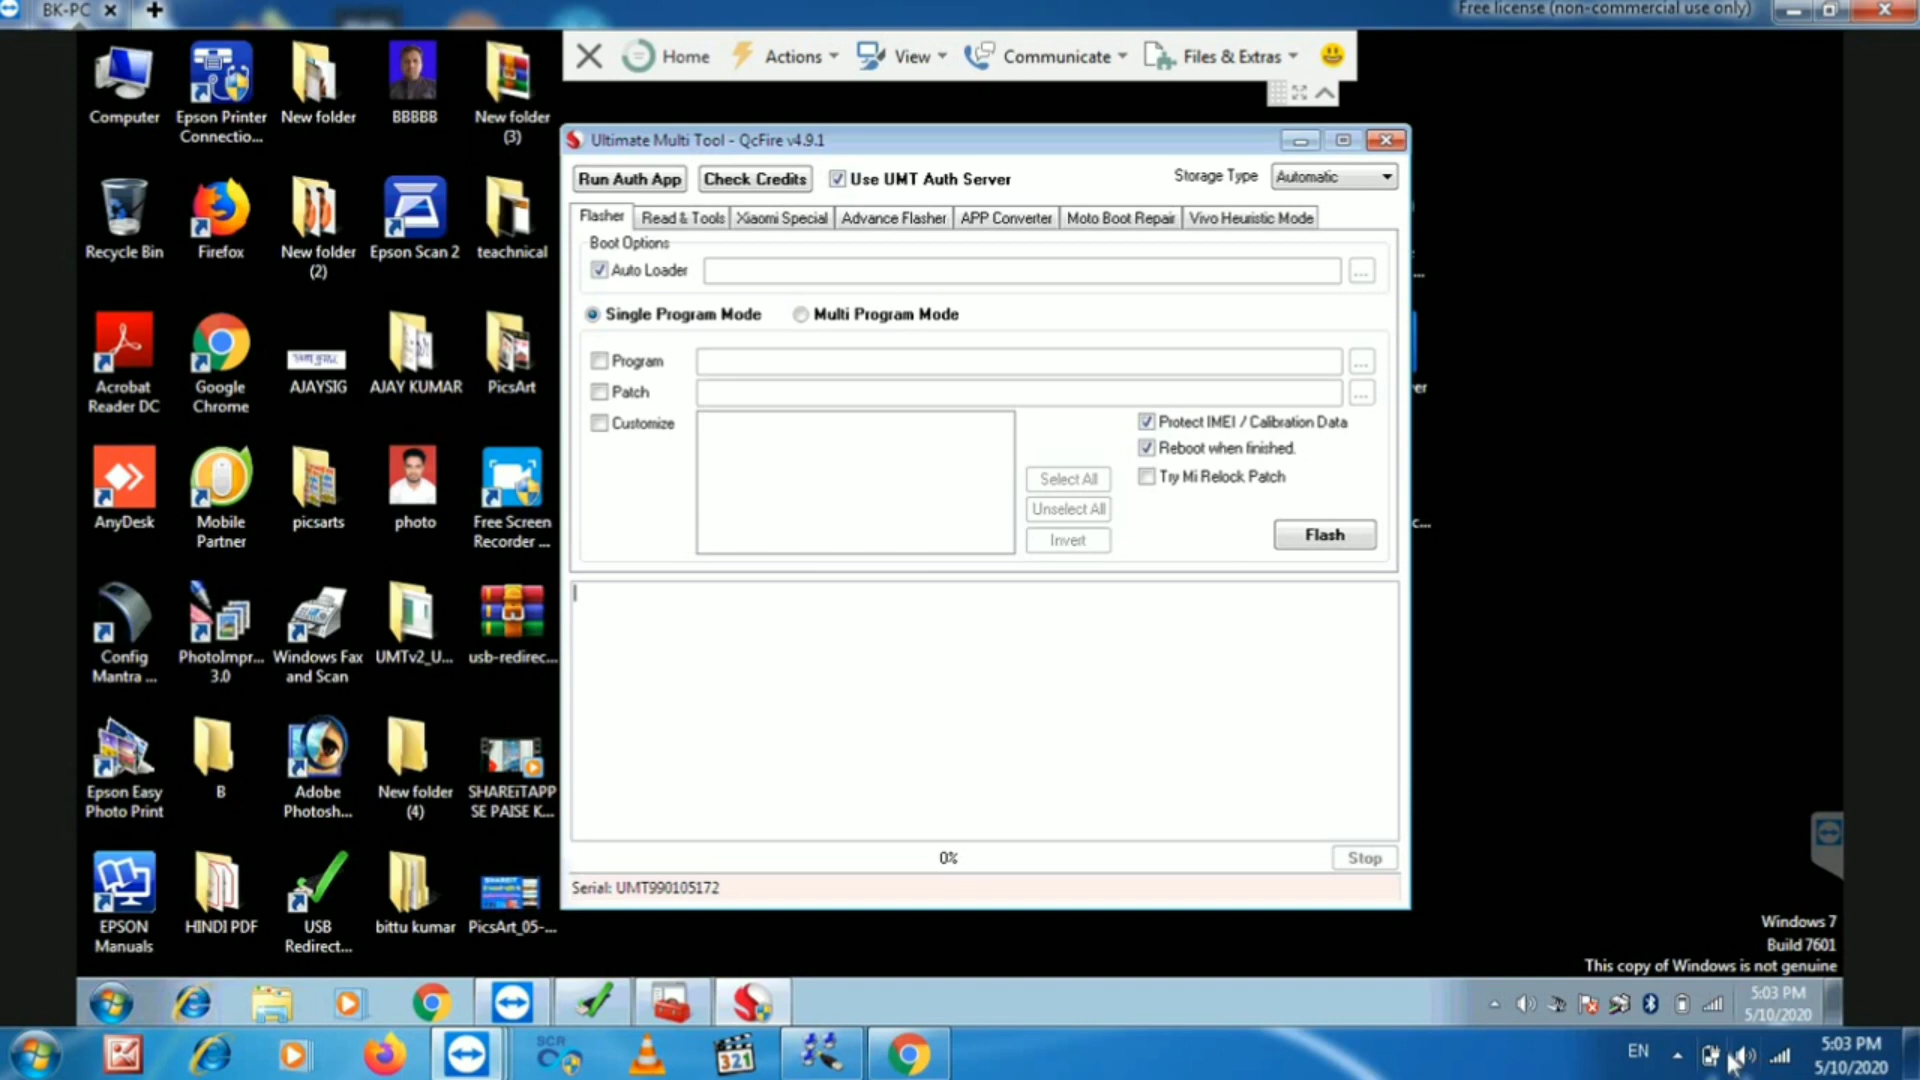 BK-PC
Free license (non-commercial use only)
Home
Actions
View
Communicate
Files & Extras
Computer
Epson Printer
Connectio...
New folder
BBBBB
New folder
(3)
Recycle Bin
Firefox
New folder
(2)
Epson Scan 2
teachnical
Acrobat
Reader DC
Google
Chrome
AJAYSIG
AJAY KUMAR
PicsArt
AnyDesk
Mobile
Partner
picsarts
photo
Free Screen
Recorder ...
Config
Mantra ...
PhotoImpr...
3.0
Windows Fax
and Scan
UMTv2_U...
usb-redirec...
Epson Easy
Photo Print
B
Adobe
Photosh...
New folder
(4)
SHAREiTAPP
SE PAISE K...
EPSON
Manuals
HINDI PDF
USB
Redirect...
bittu kumar
PicsArt_05-...
Ultimate Multi Tool - QcFire v4.9.1
Run Auth App
Check Credits
Use UMT Auth Server
Storage Type
Automatic
Flasher
Read & Tools
Xiaomi Special
Advance Flasher
APP Converter
Moto Boot Repair
Vivo Heuristic Mode
Boot Options
Auto Loader
...
Single Program Mode
Multi Program Mode
Program
...
Patch
...
Customize
Protect IMEI / Calibration Data
Reboot when finished.
Try Mi Relock Patch
Select All
Unselect All
Invert
Flash
0%
Stop
Serial: UMT990105172
...
er
c...
Windows 7
Build 7601
This copy of Windows is not genuine
5:03 PM
5/10/2020
SCR
321
EN
5:03 PM
5/10/2020